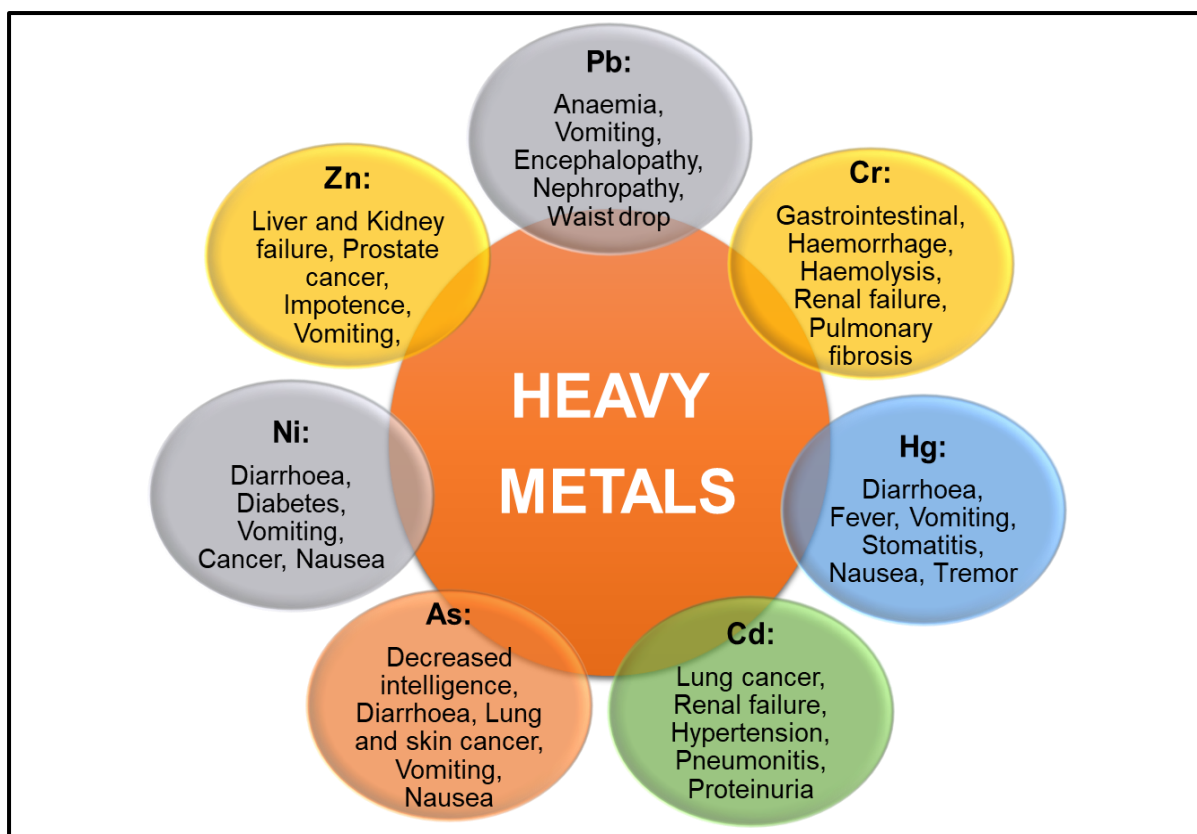 Pb:
Anaemia,
Vomiting,
Encephalopathy,
Nephropathy,
Waist drop
Cr:
Gastrointestinal,
Haemorrhage,
Haemolysis,
Renal failure,
Pulmonary
fibrosis
Hg:
Diarrhoea,
Fever, Vomiting,
Stomatitis,
Nausea, Tremor
Cd:
Lung cancer,
Renal failure,
Hypertension,
Pneumonitis,
Proteinuria
As:
Decreased
intelligence,
Diarrhoea, Lung
and skin cancer,
Vomiting,
Nausea
Ni:
Diarrhoea,
Diabetes,
Vomiting,
Cancer, Nausea
Zn:
Liver and Kidney
failure, Prostate
cancer,
Impotence,
Vomiting,
HEAVY
METALS